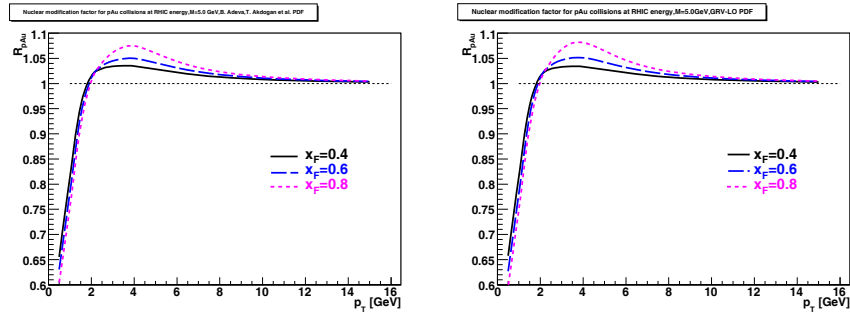 Nuclear modification factor for pAu collisions at RHIC energy,M=5.0 GeV,B. Adeva,T. Akdogan et al. PDF
R_pAu
1.1
1.05
1
0.95
0.9
0.85
0.8
0.75
0.7
0.65
0.6
x_F=0.4
x_F=0.6
x_F=0.8
0 2 4 6 8 10 12 14 16
p_T [GeV]
Nuclear modification factor for pAu collisions at RHIC energy,M=5.0GeV,GRV-LO PDF
R_pAu
1.1
1.05
1
0.95
0.9
0.85
0.8
0.75
0.7
0.65
0.6
x_F=0.4
x_F=0.6
x_F=0.8
0 2 4 6 8 10 12 14 16
p_T [GeV]